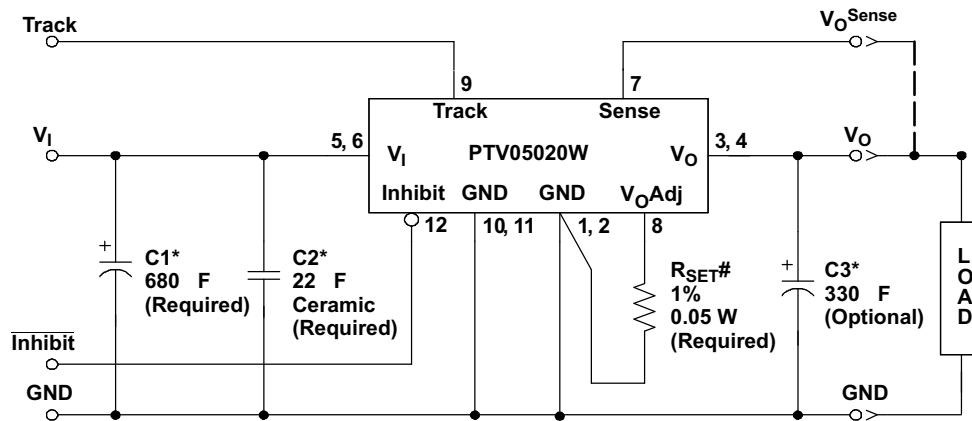 Track
V_O Sense
9
7
Track
Sense
V_I
5, 6
V_I
PTV05020W
V_O
3, 4
V_O
Inhibit
GND
GND
V_OAdj
12
10, 11
1, 2
8
+
C1*
680 F
(Required)
C2*
22 F
Ceramic
(Required)
R_SET#
1%
0.05 W
(Required)
+
C3*
330 F
(Optional)
L
O
A
D
Inhibit
GND
GND